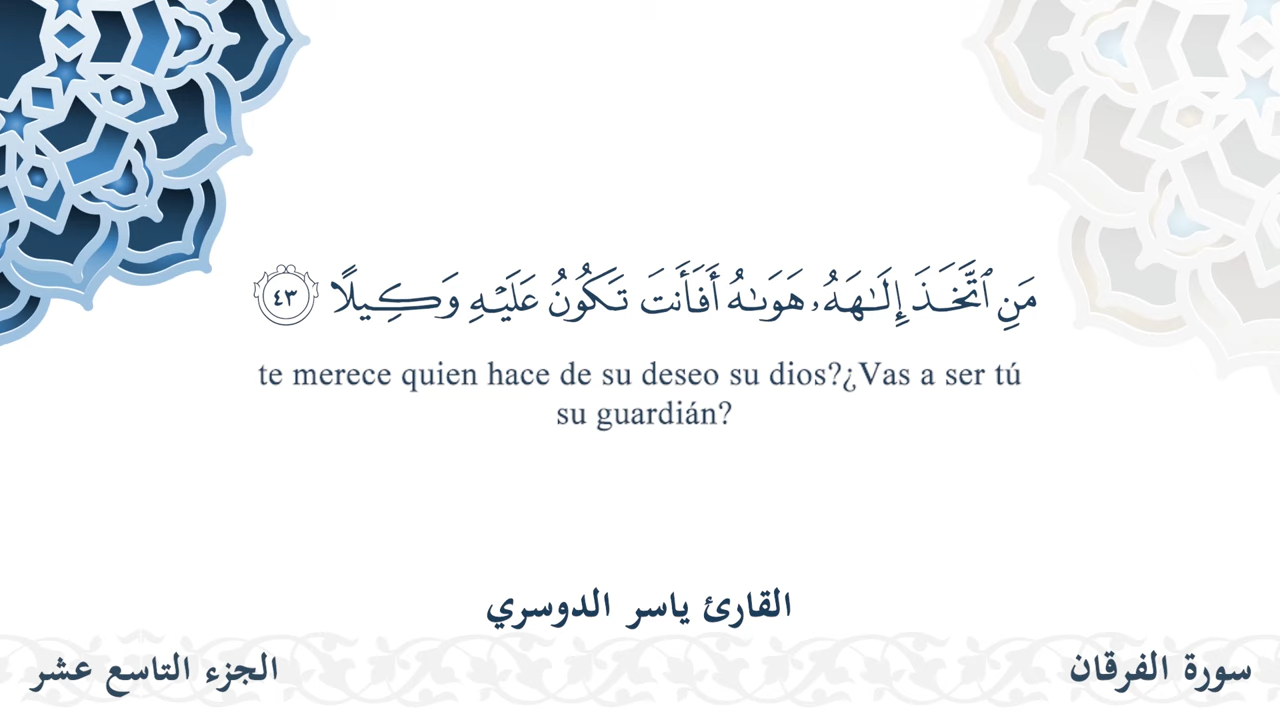 مَنِ ٱتَّخَذَ إِلَـٰهَهُۥ هَوَىٰهُ أَفَأَنتَ تَكُونُ عَلَيْهِ وَكِيلًا ٤٣
te merece quien hace de su deseo su dios?¿Vas a ser tú
su guardián?
القارئ ياسر الدوسري
سورة الفرقان
الجزء التاسع عشر